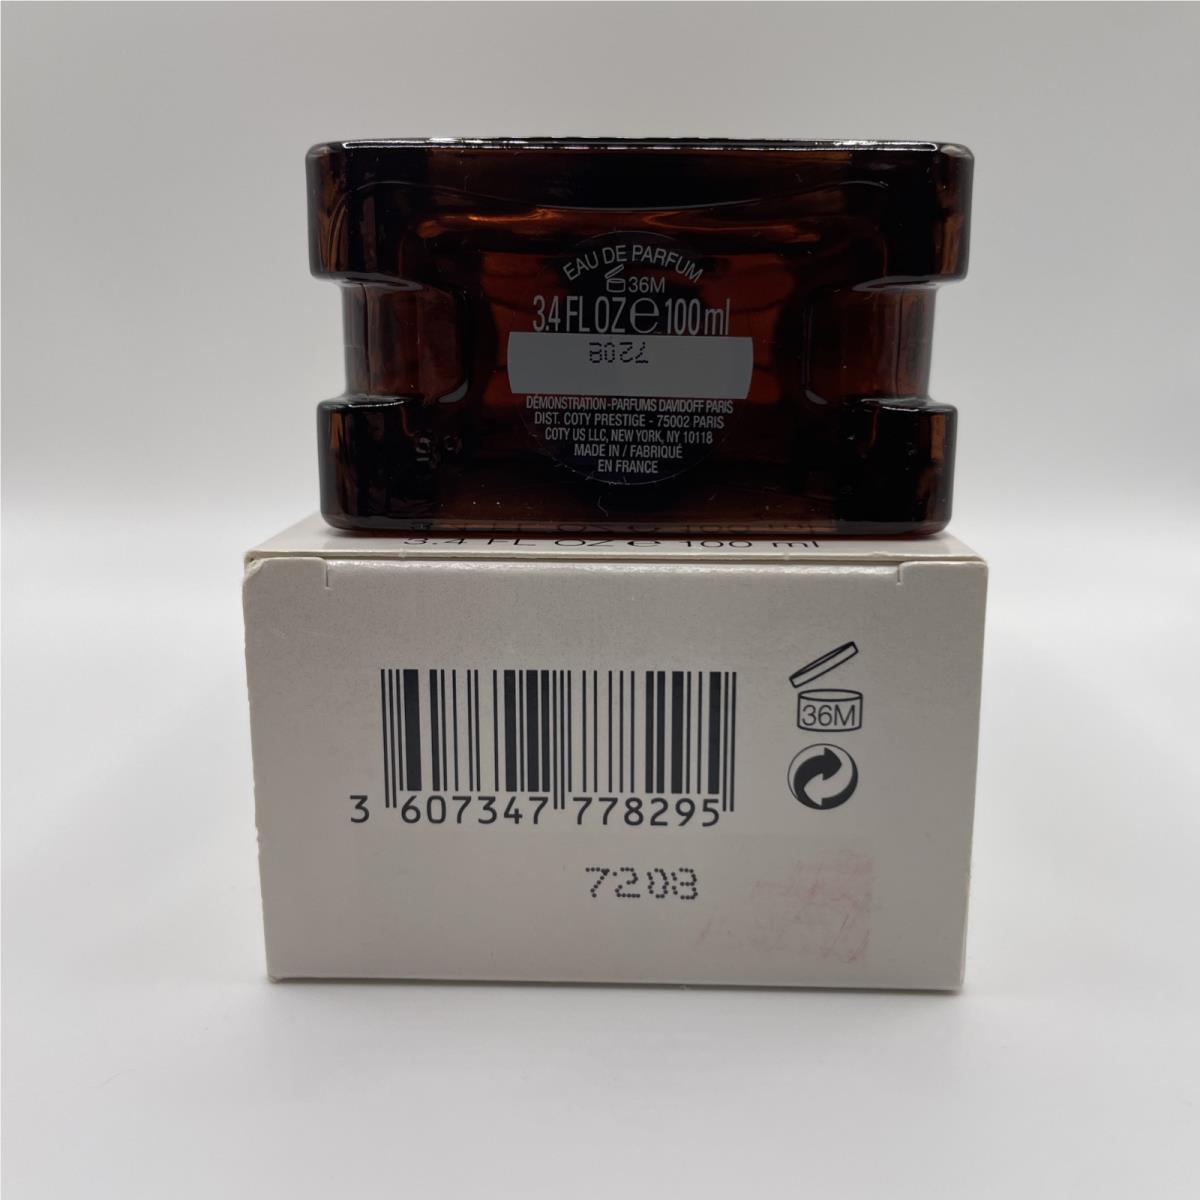 EAU DE PARFUM
36M
3.4 FL OZ e 100 ml
7208
DÉMONSTRATION-PARFUMS DAVIDOFF PARIS
DIST. COTY PRESTIGE - 75002 PARIS
COTY US LLC, NEW YORK, NY 10118
MADE IN / FABRIQUÉ
EN FRANCE
3.4 FL OZ e 100 ml
36M
3 607347 778295
7208